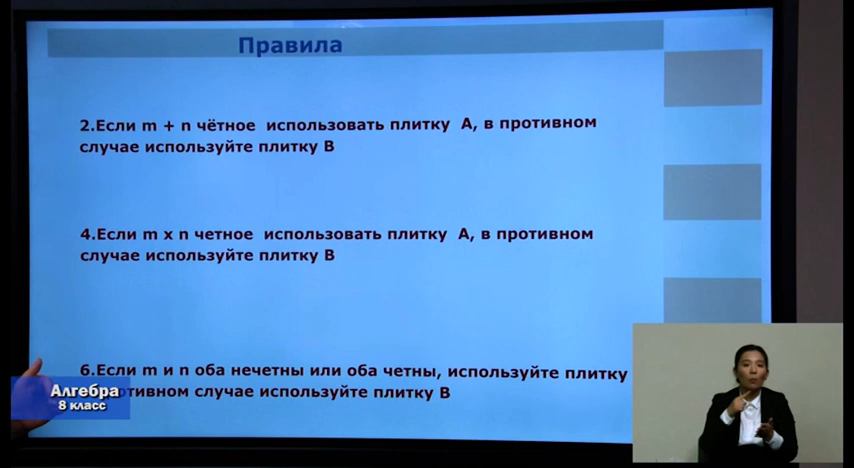 Правила
2.Если m + n чётное использовать плитку A, в противном
случае используйте плитку B
4.Если m x n четное использовать плитку A, в противном
случае используйте плитку B
6.Если m и n оба нечетны или оба четны, используйте плитку
случае используйте плитку B
Алгебра
8 класс